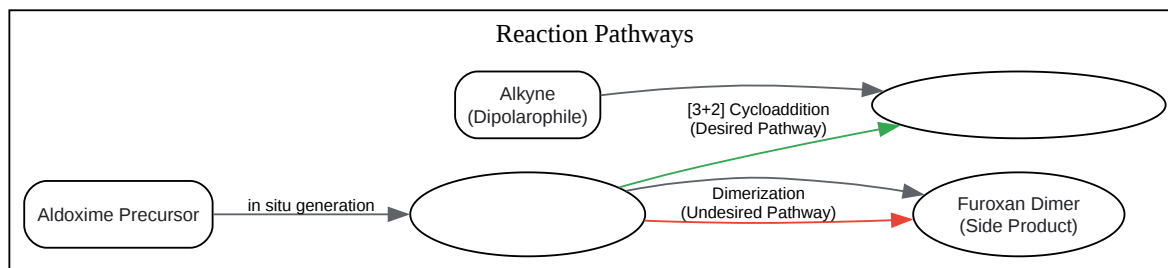 Reaction Pathways
Alkyne
(Dipolarophile)
[3+2] Cycloaddition
(Desired Pathway)
Aldoxime Precursor
in situ generation
Dimerization
(Undesired Pathway)
Furoxan Dimer
(Side Product)